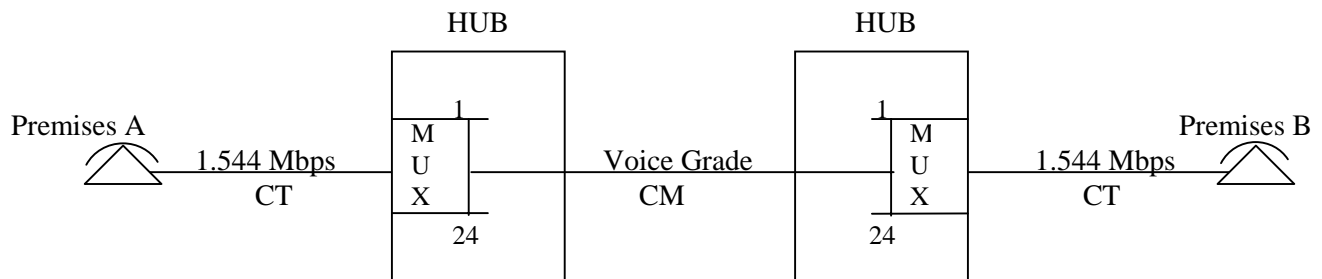 HUB HUB
1 1
Premises A M M Premises B
1.544 Mbps U Voice Grade U 1.544 Mbps
CT X CM X CT
24 24